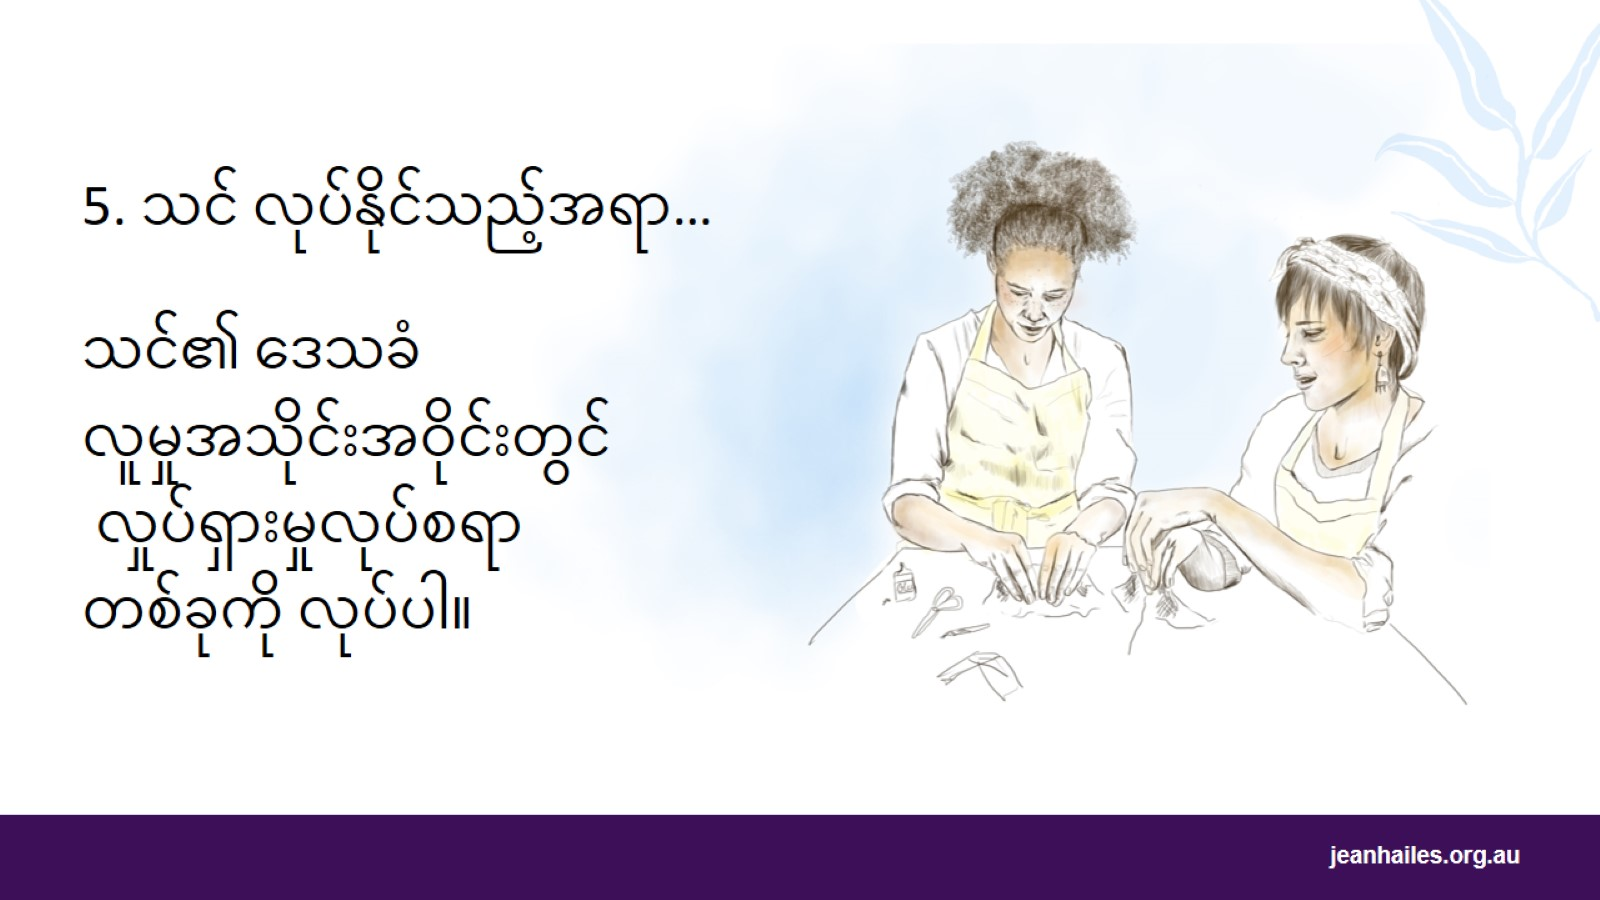 5. သင် လုပ်နိုင်သည့်အရာ...
သင်၏ ဒေသခံ
လူမှုအသိုင်းအဝိုင်းတွင်
လှုပ်ရှားမှုလုပ်စရာ
တစ်ခုကို လုပ်ပါ။
jeanhailes.org.au